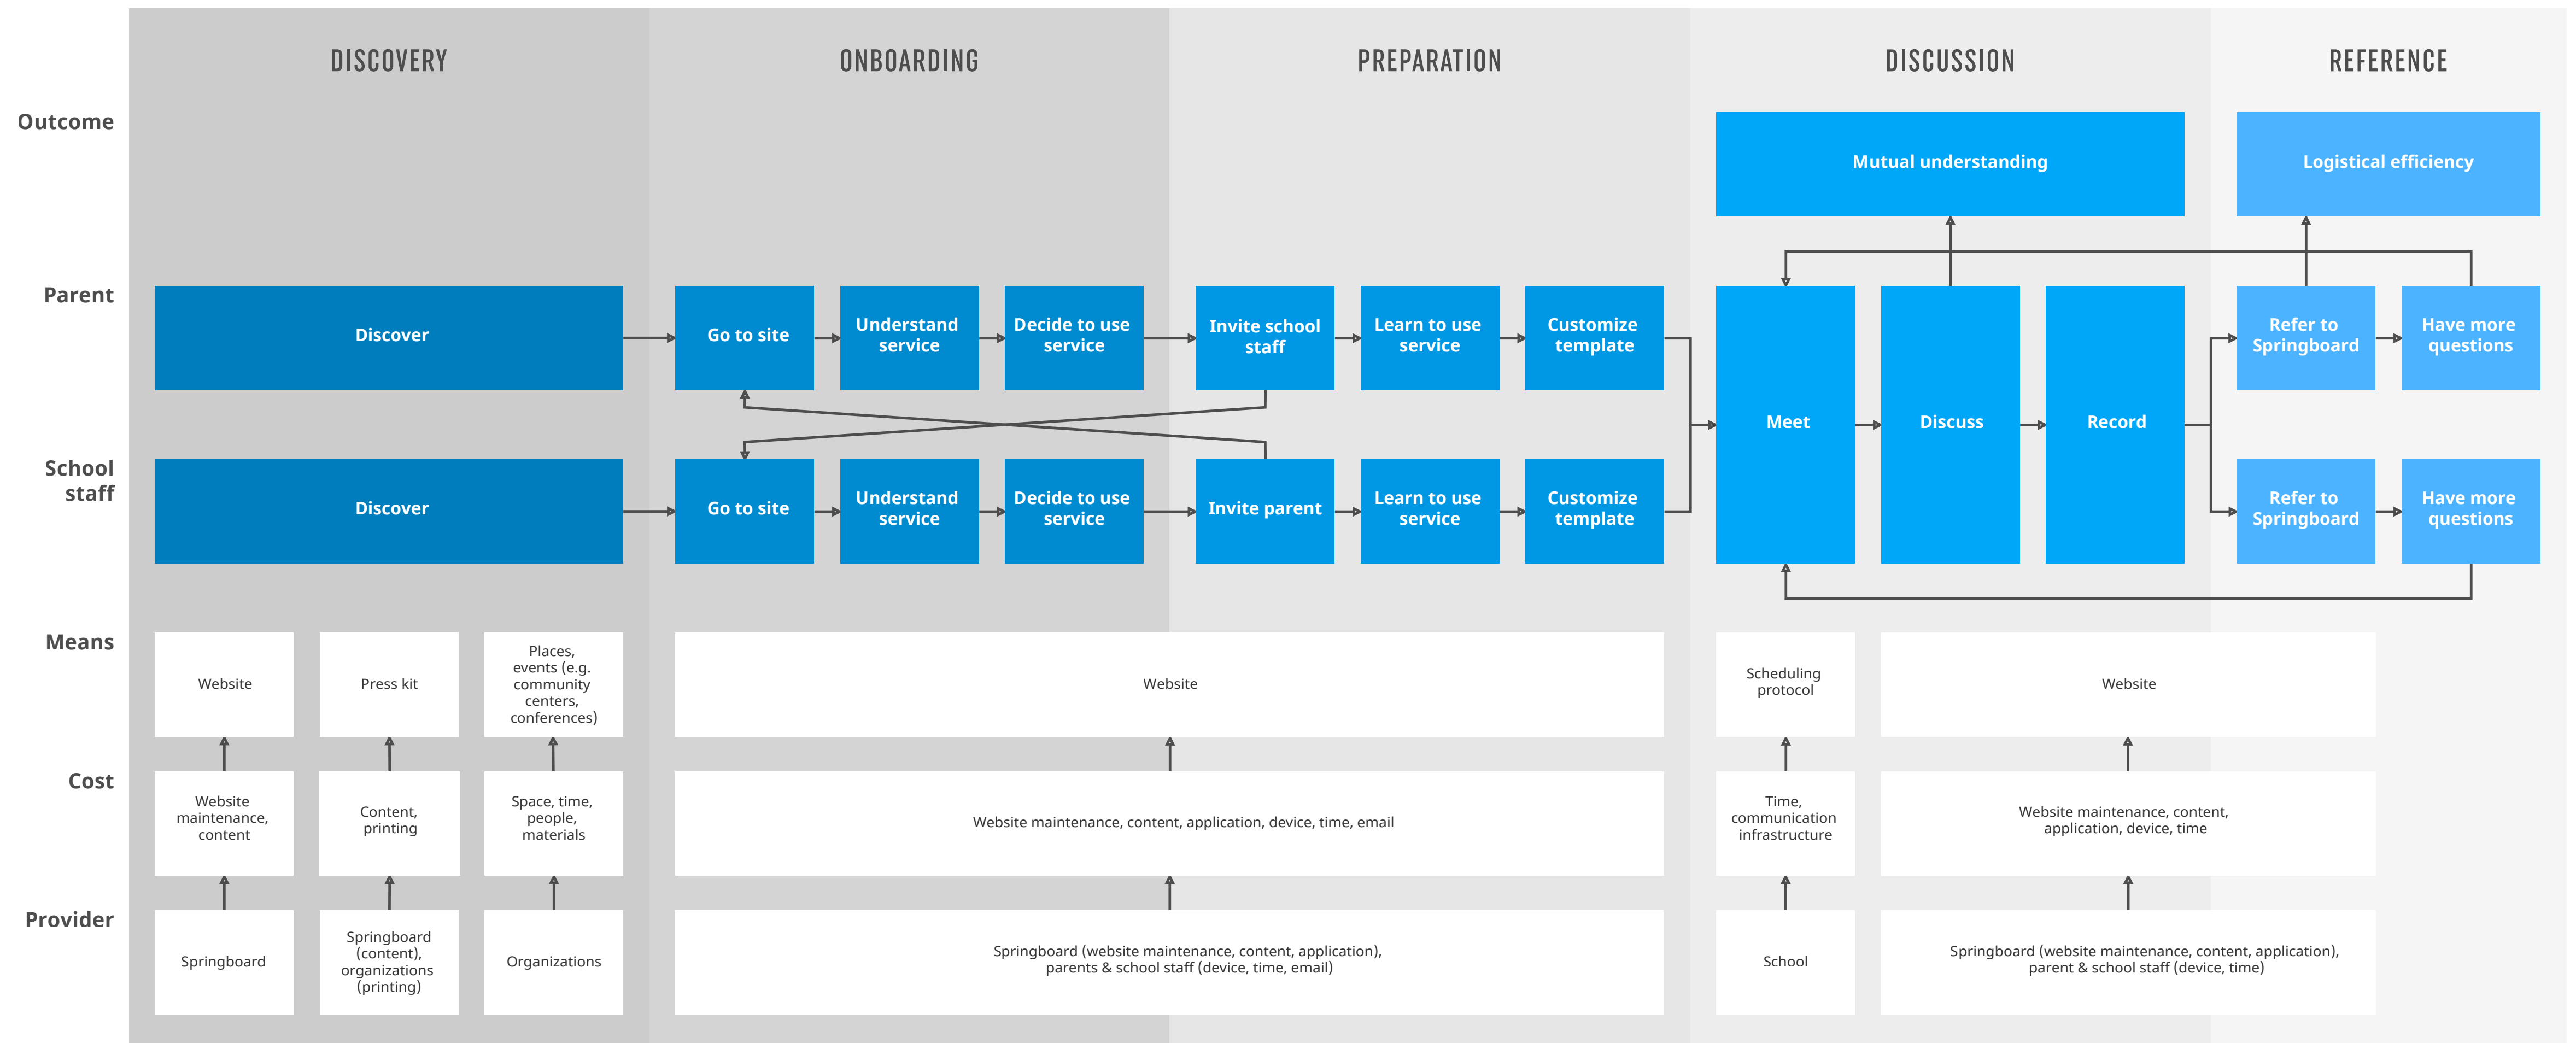 DISCOVERY
ONBOARDING
PREPARATION
DISCUSSION
REFERENCE
Outcome
Mutual understanding
Logistical efficiency
Parent
Discover
Go to site
Understand
service
Decide to use
service
Invite school
staff
Learn to use
service
Customize
template
Meet
Discuss
Record
Refer to
Springboard
Have more
questions
School
staff
Discover
Go to site
Understand
service
Decide to use
service
Invite parent
Learn to use
service
Customize
template
Refer to
Springboard
Have more
questions
Means
Website
Press kit
Places,
events (e.g.
community
centers,
conferences)
Website
Scheduling
protocol
Website
Cost
Website
maintenance,
content
Content,
printing
Space, time,
people,
materials
Website maintenance, content, application, device, time, email
Time,
communication
infrastructure
Website maintenance, content,
application, device, time
Provider
Springboard
Springboard
(content),
organizations
(printing)
Organizations
Springboard (website maintenance, content, application),
parents & school staff (device, time, email)
School
Springboard (website maintenance, content, application),
parent & school staff (device, time)